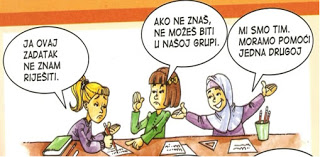 JA OVAJ
ZADATAK
NE ZNAM
RIJEŠITI.
AKO NE ZNAŠ,
NE MOŽEŠ BITI
U NAŠOJ GRUPI.
MI SMO TIM.
MORAMO POMOĆI
JEDNA DRUGOJ